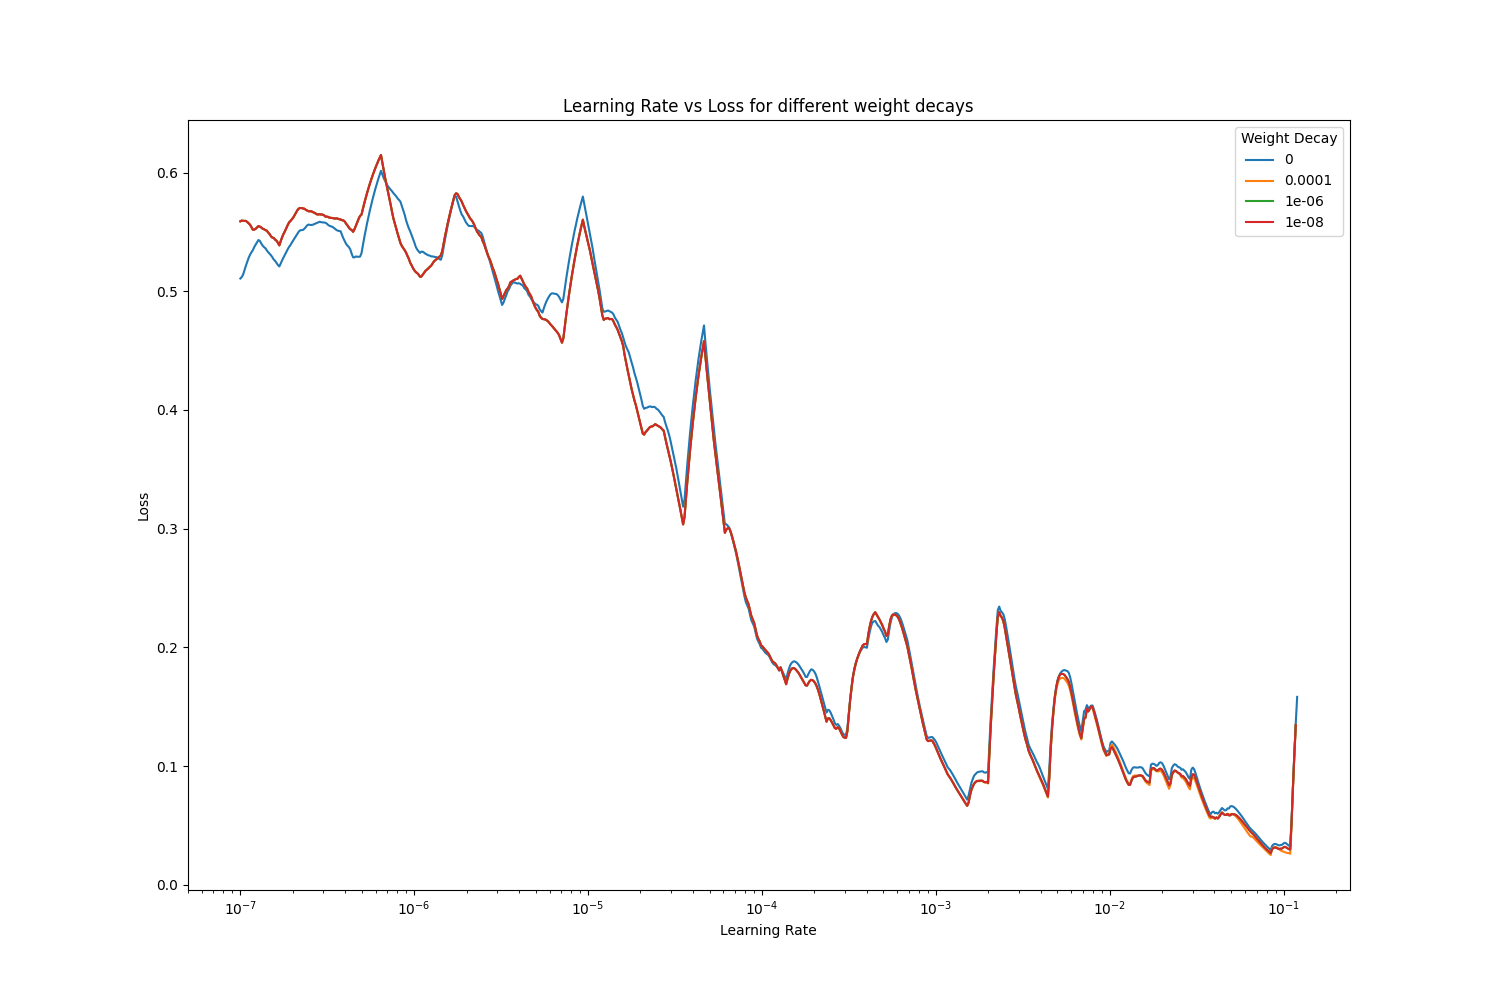 Learning Rate vs Loss for different weight decays
Weight Decay
0
0.0001
1e-06
1e-08
0.6
0.5
0.4
0.3
0.2
0.1
0.0
Loss
10⁻⁷ 10⁻⁶ 10⁻⁵ 10⁻⁴ 10⁻³ 10⁻² 10⁻¹
Learning Rate